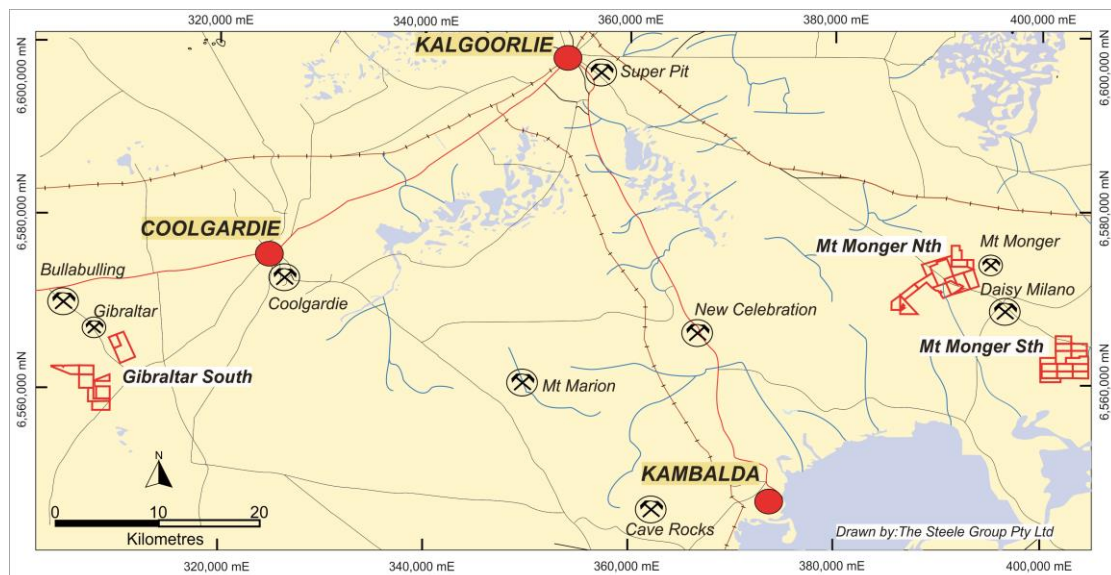 320,000 mE
340,000 mE
360,000 mE
380,000 mE
400,000 mE
6,600,000 mN
6,600,000 mN
KALGOORLIE
Super Pit
6,580,000 mN
6,580,000 mN
COOLGARDIE
Mt Monger Nth
Mt Monger
Bullabulling
Coolgardie
Daisy Milano
Gibraltar
New Celebration
Mt Monger Sth
Gibraltar South
Mt Marion
6,560,000 mN
6,560,000 mN
N
KAMBALDA
0
10
20
Kilometres
Cave Rocks
Drawn by:The Steele Group Pty Ltd
320,000 mE
340,000 mE
360,000 mE
380,000 mE
400,000 mE